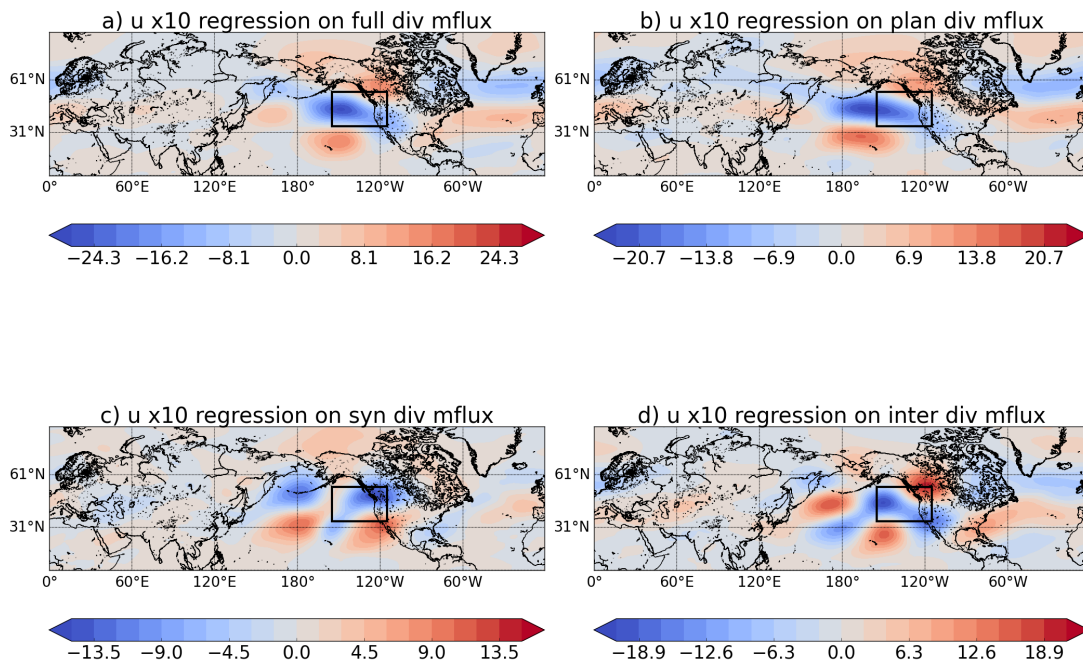 a) u x10 regression on full div mflux
61°N
31°N
0° 60°E 120°E 180° 120°W 60°W
−24.3 −16.2 −8.1 0.0 8.1 16.2 24.3
b) u x10 regression on plan div mflux
61°N
31°N
0° 60°E 120°E 180° 120°W 60°W
−20.7 −13.8 −6.9 0.0 6.9 13.8 20.7
c) u x10 regression on syn div mflux
61°N
31°N
0° 60°E 120°E 180° 120°W 60°W
−13.5 −9.0 −4.5 0.0 4.5 9.0 13.5
d) u x10 regression on inter div mflux
61°N
31°N
0° 60°E 120°E 180° 120°W 60°W
−18.9 −12.6 −6.3 0.0 6.3 12.6 18.9